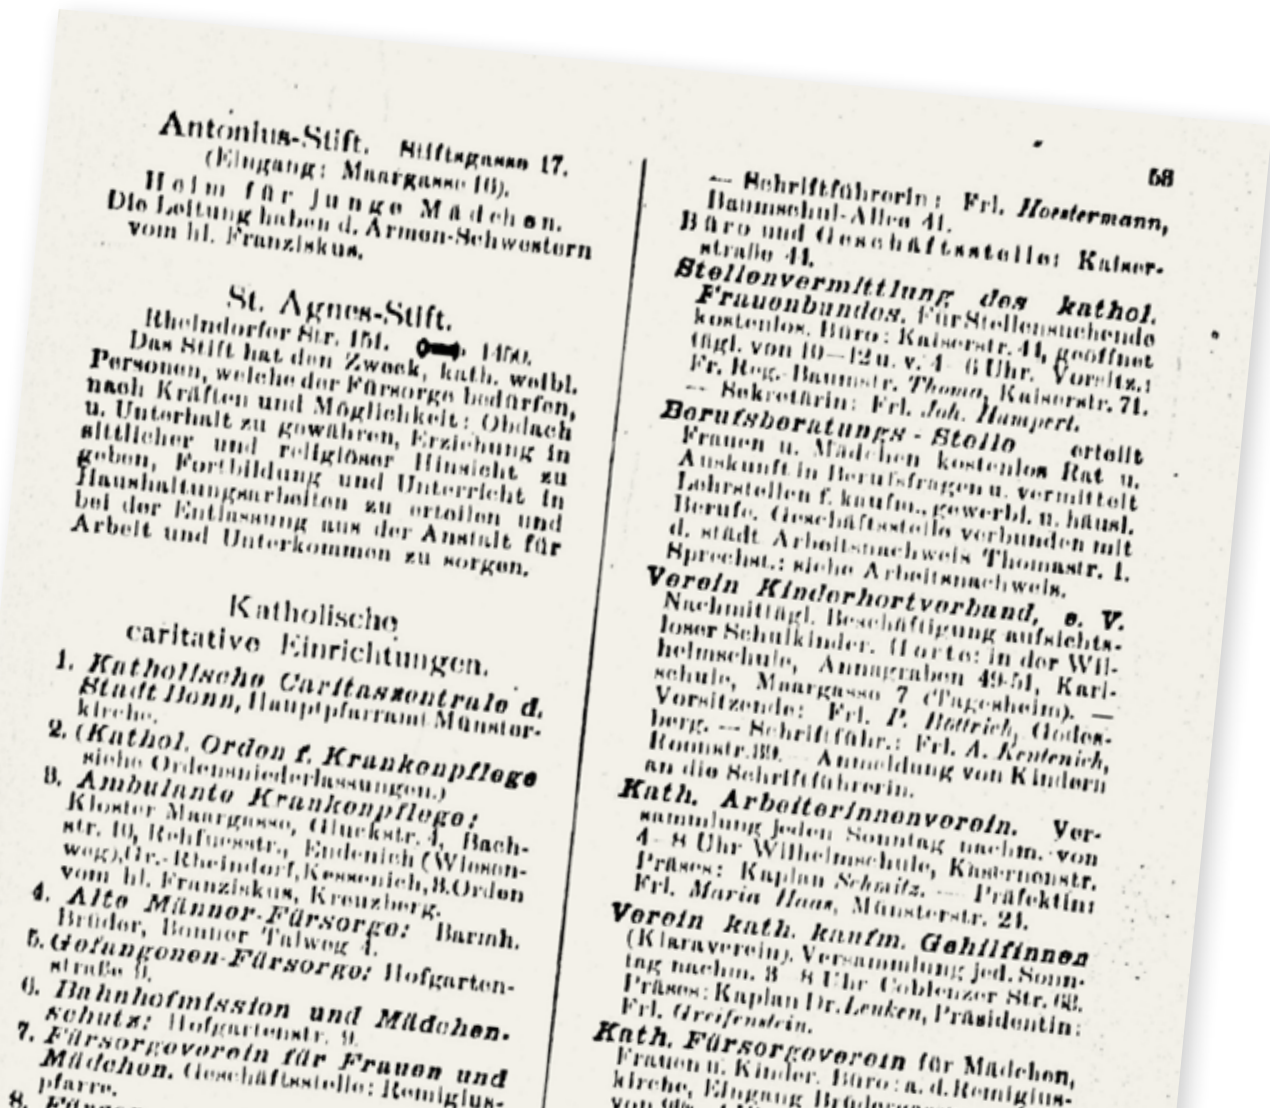 Antonius-Stift. Stiftsgasse 17.
(Eingang: Maargasse 16).
Heim für junge Mädchen.
Die Leitung haben d. Armen-Schwestern
vom hl. Franziskus.
St. Agnes-Stift.
Rheindorfer Str. 151. 1450.
Das Stift hat den Zweck, kath. weibl.
Personen, welche der Fürsorge bedürfen,
nach Kräften und Möglichkeit: Obdach
u. Unterhalt zu gewähren, Erziehung in
sittlicher und religiöser Hinsicht zu
geben, Fortbildung und Unterricht in
Haushaltungsarbeiten zu erteilen und
bei der Entlassung aus der Anstalt für
Arbeit und Unterkommen zu sorgen.
Katholische
caritative Einrichtungen.
1. Katholische Caritaszentrale d.
Stadt Bonn, Hauptpfarramt Münster-
kirche.
2. (Kathol. Orden f. Krankenpflege
siehe Ordensniederlassungen.)
3. Ambulante Krankenpflege:
Kloster Maargasse, Gluckstr. 4, Bach-
str. 10, Rehfuesstr., Endenich (Wiesen-
weg), Gr.-Rheindorf, Kessenich, 3. Orden
vom hl. Franziskus, Kreuzberg.
4. Alte Männer-Fürsorge: Barmh.
Brüder, Bonner Talweg 4.
5. Gefangenen-Fürsorge: Hofgarten-
straße 9.
6. Bahnhofmission und Mädchen-
schutz: Hofgartenstr. 9.
7. Fürsorgeverein für Frauen und
Mädchen. Geschäftsstelle: Remigius-
pfarre.
8.
58
— Schriftführerin: Frl. Hoestermann,
Baumschul-Allee 41.
Büro und Geschäftsstelle: Kaiser-
straße 41.
Stellenvermittlung des kathol.
Frauenbundes. Für Stellensuchende
kostenlos. Büro: Kaiserstr. 41, geöffnet
tägl. von 10—12 u. v. 4—6 Uhr. Vorsitz.:
Fr. Reg.-Baumstr. Thoma, Kaiserstr. 71.
— Sekretärin: Frl. Joh. Humpert.
Berufsberatungs-Stelle erteilt
Frauen u. Mädchen kostenlos Rat u.
Auskunft in Berufsfragen u. vermittelt
Lehrstellen f. kaufm., gewerbl. u. häusl.
Berufe. Geschäftsstelle verbunden mit
d. städt. Arbeitsnachweis Thomastr. 1.
Sprechst.: siehe Arbeitsnachweis.
Verein Kinderhortverband, e. V.
Nachmittägl. Beschäftigung aufsichts-
loser Schulkinder. Horte: in der Wil-
helmschule, Annagraben 49-51, Karl-
schule, Maargasse 7 (Tagesheim). —
Vorsitzende: Frl. P. Böttrich, Godes-
berg. — Schriftführ.: Frl. A. Kentenich,
Roonstr. — Anmeldung von Kindern
an die Schriftführerin.
Kath. Arbeiterinnenverein. Ver-
sammlung jeden Sonntag nachm. von
4—8 Uhr Wilhelmschule, Kasernenstr.
Präses: Kaplan Schmitz. — Präfektin:
Frl. Maria Haas, Münsterstr. 21.
Verein kath. kaufm. Gehilfinnen
(Klaraverein). Versammlung jed. Sonn-
tag nachm. 3—8 Uhr Coblenzer Str.
Präses: Kaplan Dr. Leuken, Präsidentin:
Frl. Greifenstein.
Kath. Fürsorgeverein für Mädchen,
Frauen u. Kinder. Büro: a. d. Remigius-
kirche, Eingang
von